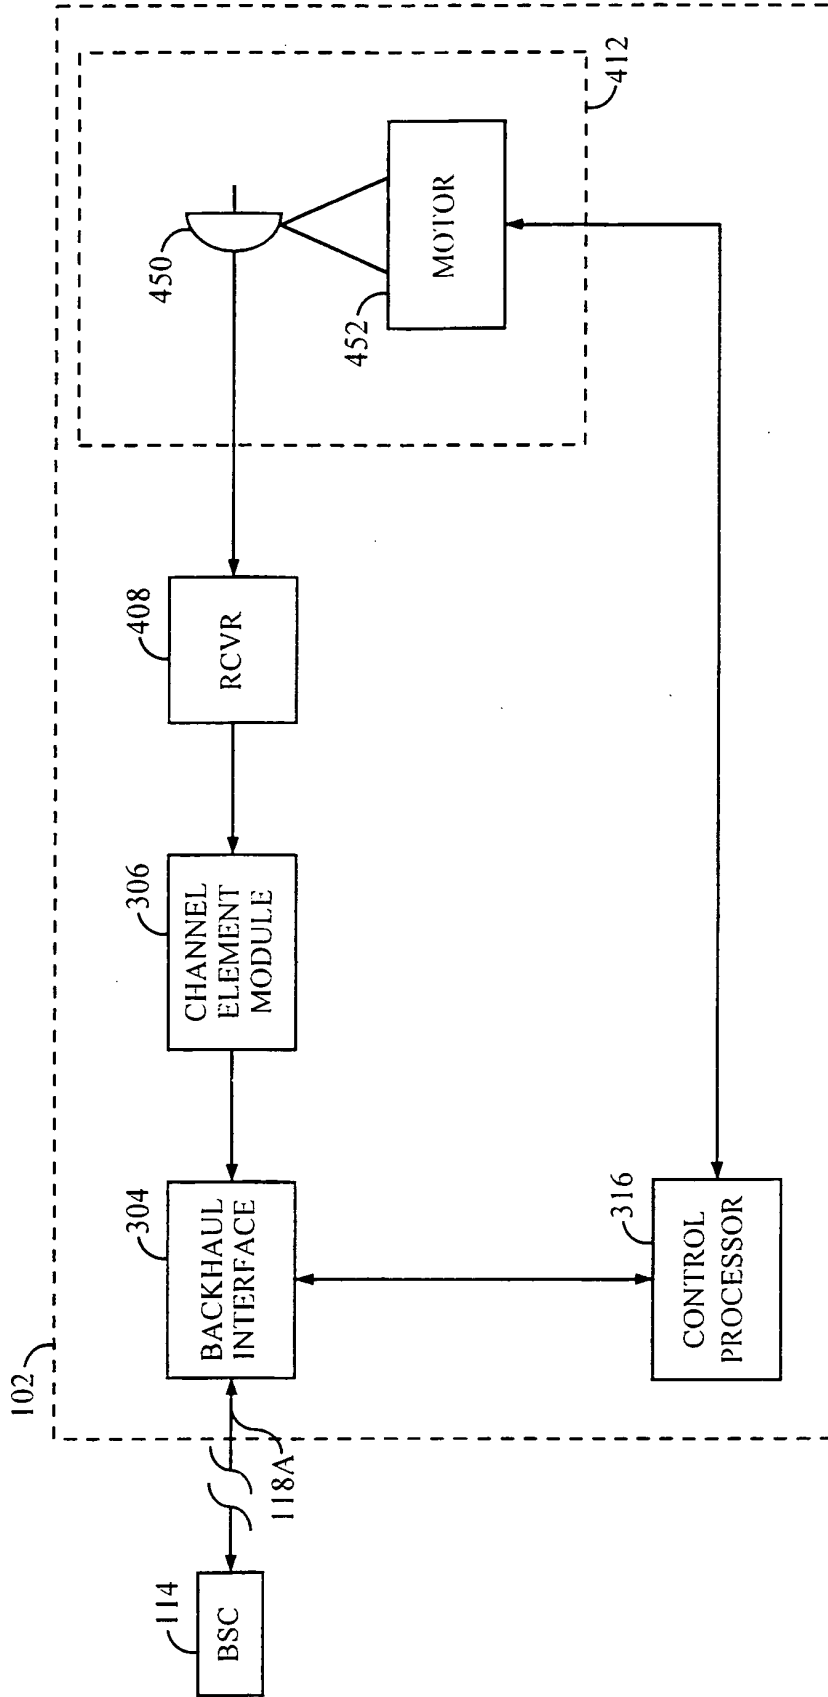 102
114
BSC
118A
304
BACKHAUL
INTERFACE
306
CHANNEL
ELEMENT
MODULE
408
RCVR
450
452
MOTOR
412
316
CONTROL
PROCESSOR